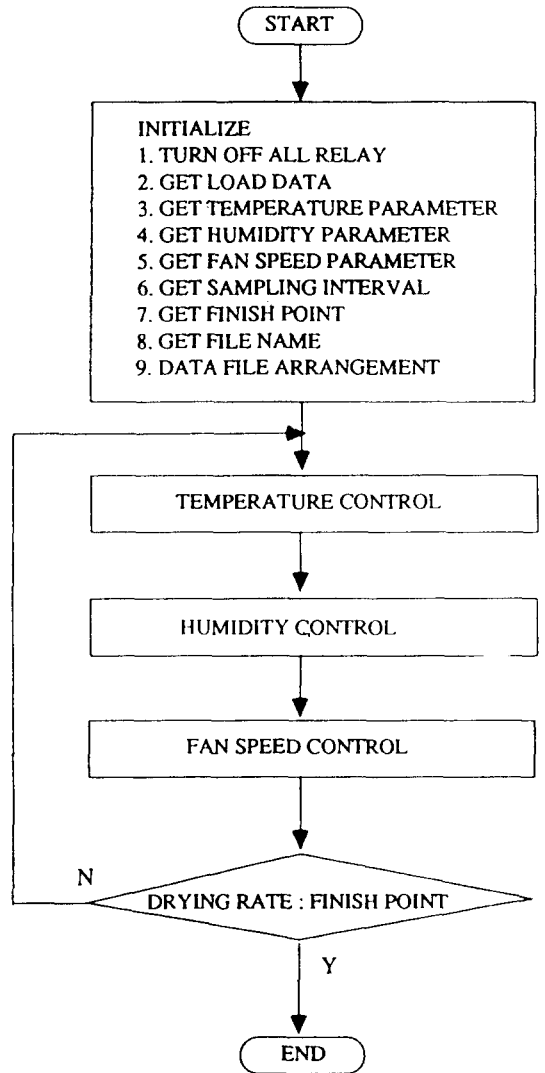 START
INITIALIZE
1. TURN OFF ALL RELAY
2. GET LOAD DATA
3. GET TEMPERATURE PARAMETER
4. GET HUMIDITY PARAMETER
5. GET FAN SPEED PARAMETER
6. GET SAMPLING INTERVAL
7. GET FINISH POINT
8. GET FILE NAME
9. DATA FILE ARRANGEMENT
TEMPERATURE CONTROL
HUMIDITY CONTROL
FAN SPEED CONTROL
N
DRYING RATE : FINISH POINT
Y
END